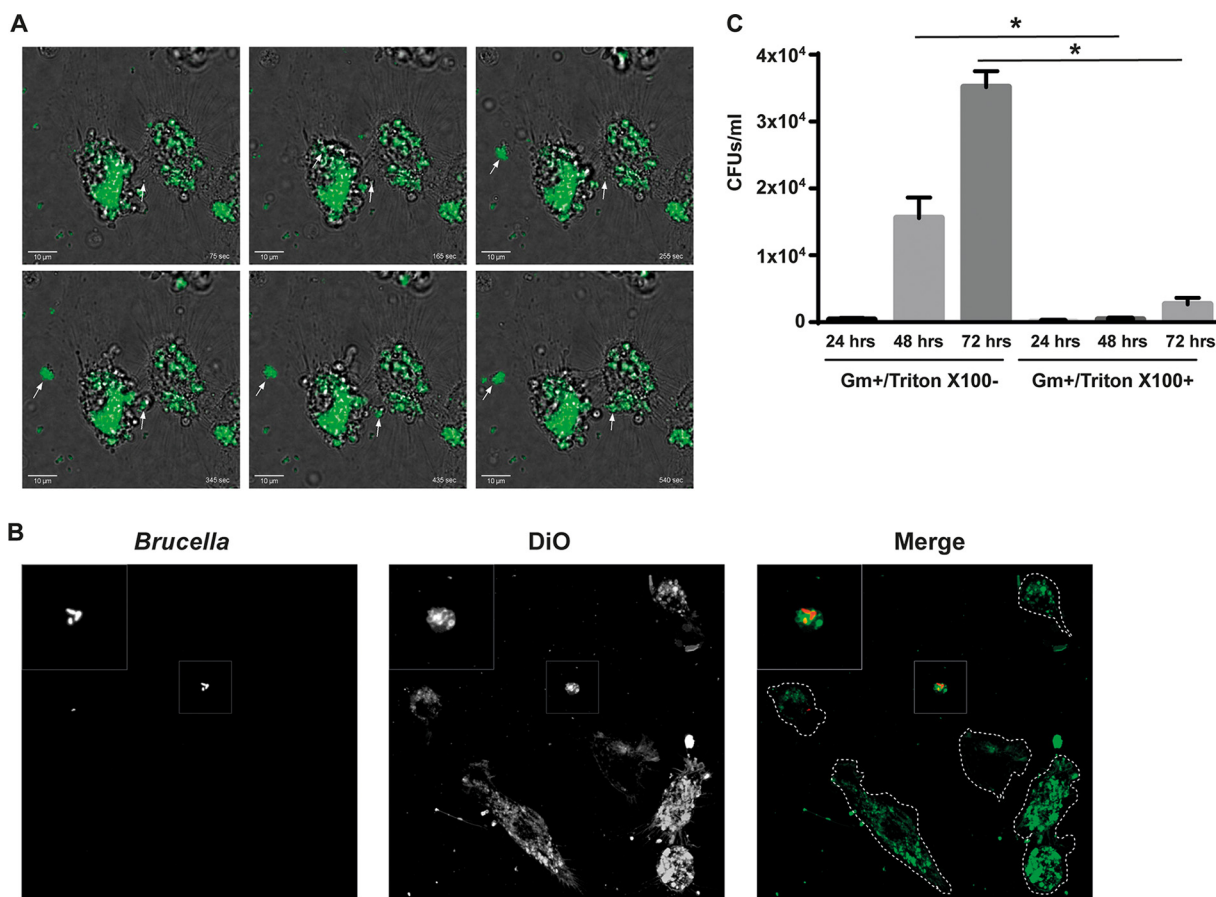 A
10 µm
75 sec
10 µm
165 sec
10 µm
255 sec
10 µm
345 sec
10 µm
435 sec
10 µm
540 sec
C
CFUs/ml
4x10⁴
3x10⁴
2x10⁴
1x10⁴
0
*
*
24 hrs 48 hrs 72 hrs 24 hrs 48 hrs 72 hrs
Gm+/Triton X100- Gm+/Triton X100+
B
Brucella DiO Merge